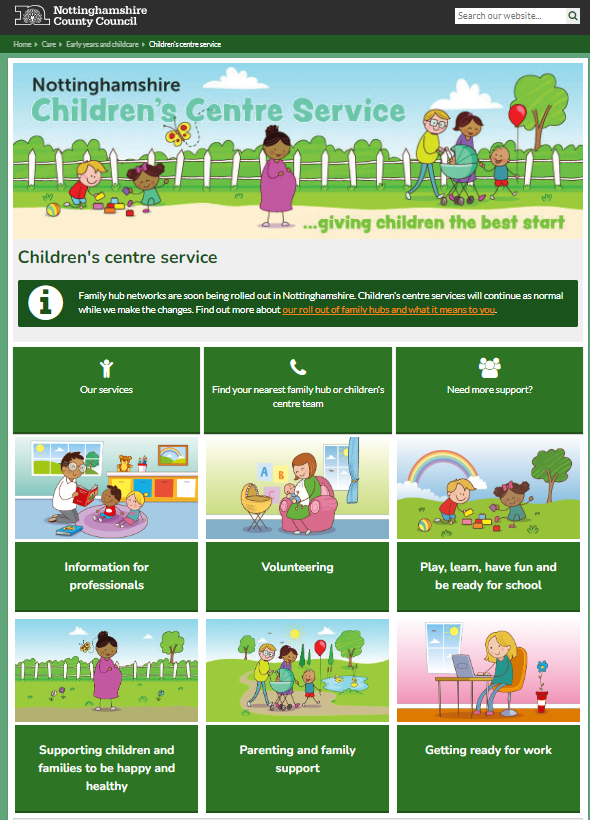 Nottinghamshire
County Council
Search our website...
Home Care Early years and childcare Children's centre service
Nottinghamshire
Children's Centre Service
...giving children the best start
Children's centre service
Family hub networks are soon being rolled out in Nottinghamshire. Children's centre services will continue as normal
while we make the changes. Find out more about our roll out of family hubs and what it means to you.
Our services
Find your nearest family hub or children's
centre team
Need more support?
A B
C
Information for
professionals
Volunteering
Play, learn, have fun and
be ready for school
Supporting children and
families to be happy and
healthy
Parenting and family
support
Getting ready for work